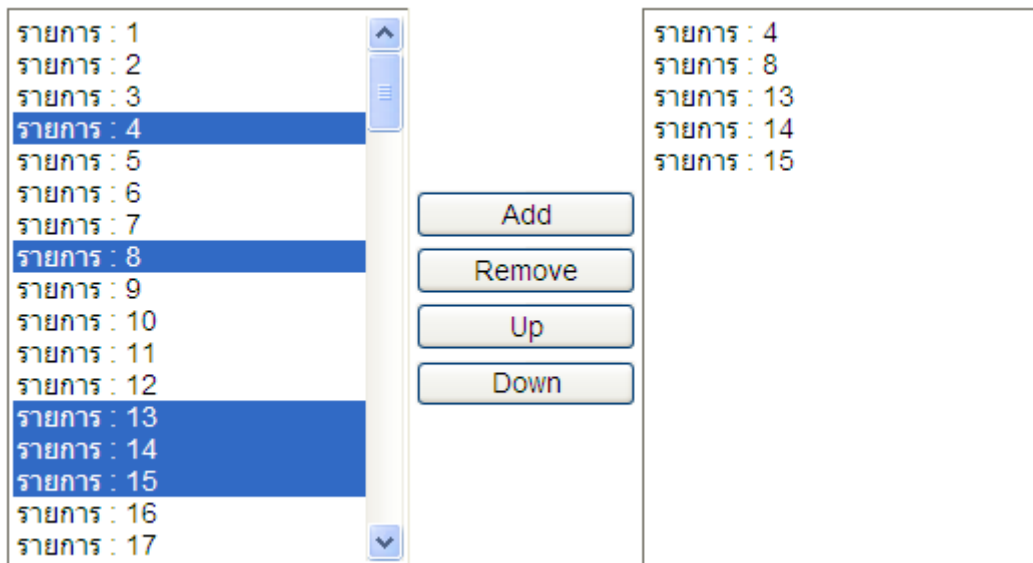 รายการ : 1
รายการ : 2
รายการ : 3
รายการ : 4
รายการ : 5
รายการ : 6
รายการ : 7
รายการ : 8
รายการ : 9
รายการ : 10
รายการ : 11
รายการ : 12
รายการ : 13
รายการ : 14
รายการ : 15
รายการ : 16
รายการ : 17
Add
Remove
Up
Down
รายการ : 4
รายการ : 8
รายการ : 13
รายการ : 14
รายการ : 15